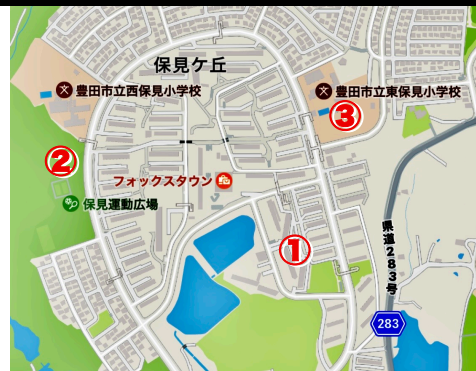 保見ケ丘
豊田市立西保見小学校
豊田市立東保見小学校
③
②
フォックスタウン
保見運動広場
①
県道283号
283